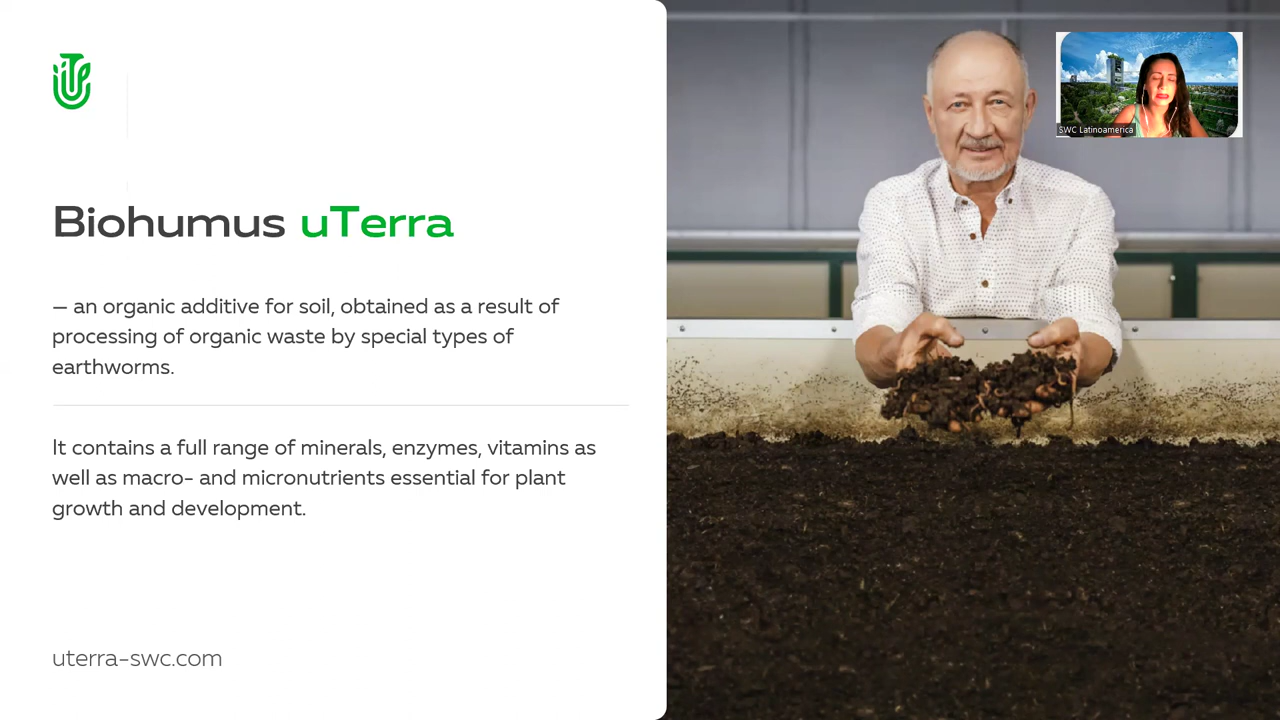 Biohumus uTerra
— an organic additive for soil, obtained as a result of
processing of organic waste by special types of
earthworms.
It contains a full range of minerals, enzymes, vitamins as
well as macro- and micronutrients essential for plant
growth and development.
uterra-swc.com
SWC Latinoamerica